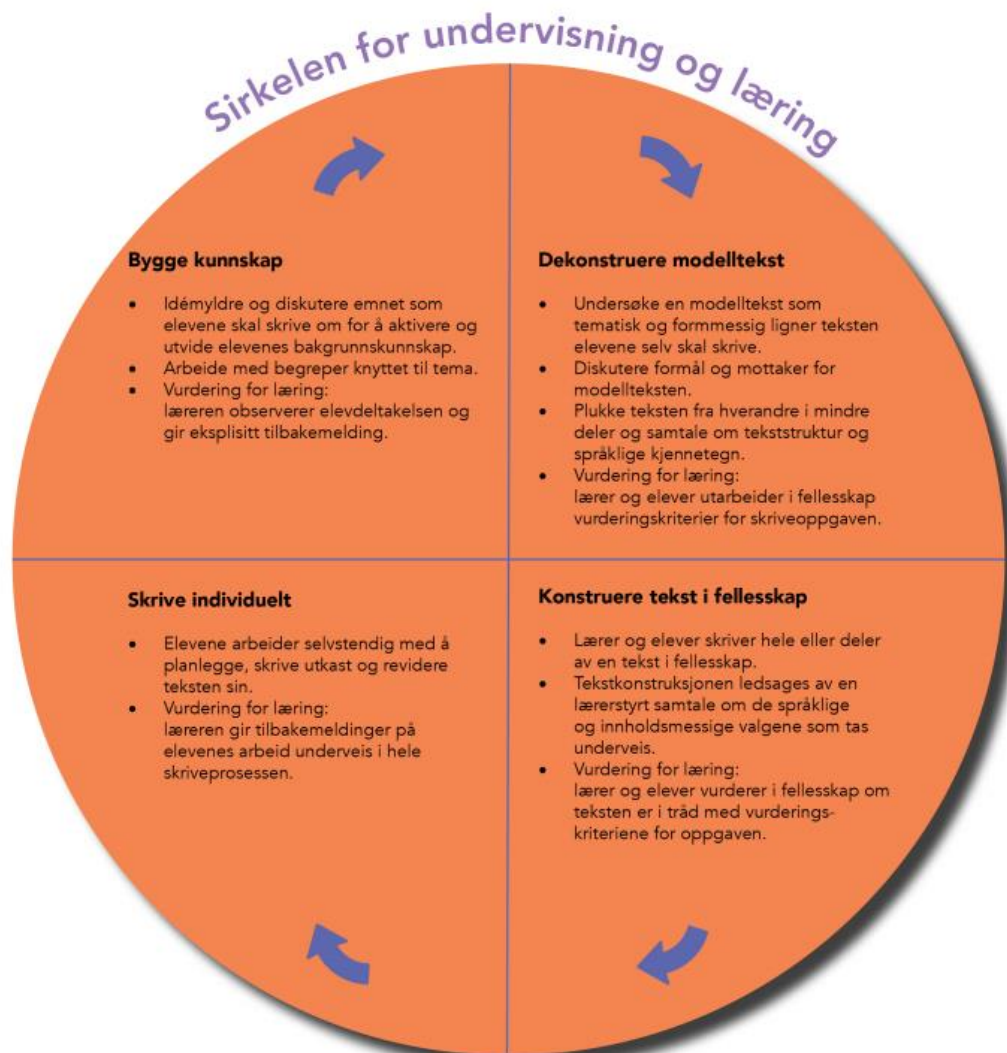 Sirkelen for undervisning og læring
Bygge kunnskap
• Idémyldre og diskutere emnet som
elevene skal skrive om for å aktivere og
utvide elevenes bakgrunnskunnskap.
• Arbeide med begreper knyttet til tema.
• Vurdering for læring:
læreren observerer elevdeltakelsen og
gir eksplisitt tilbakemelding.
Dekonstruere modelltekst
• Undersøke en modelltekst som
tematisk og formmessig ligner teksten
elevene selv skal skrive.
• Diskutere formål og mottaker for
modellteksten.
• Plukke teksten fra hverandre i mindre
deler og samtale om tekststruktur og
språklige kjennetegn.
• Vurdering for læring:
lærer og elever utarbeider i fellesskap
vurderingskriterier for skriveoppgaven.
Konstruere tekst i fellesskap
• Lærer og elever skriver hele eller deler
av en tekst i fellesskap.
• Tekstkonstruksjonen ledsages av en
lærerstyrt samtale om de språklige
og innholdsmessige valgene som tas
underveis.
• Vurdering for læring:
lærer og elever vurderer i fellesskap om
teksten er i tråd med vurderings-
kriteriene for oppgaven.
Skrive individuelt
• Elevene arbeider selvstendig med å
planlegge, skrive utkast og revidere
teksten sin.
• Vurdering for læring:
læreren gir tilbakemeldinger på
elevenes arbeid underveis i hele
skriveprosessen.